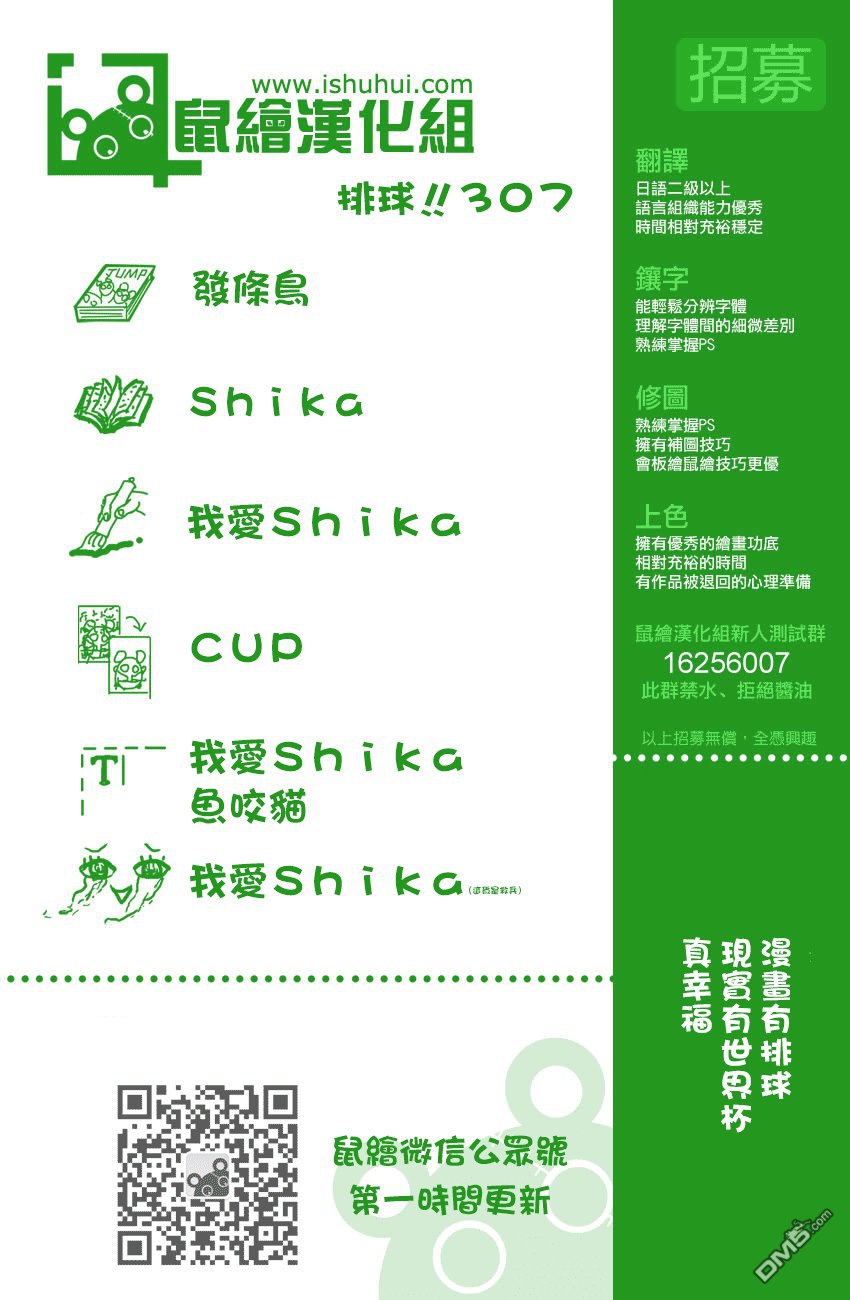 www.ishuhui.com
鼠繪漢化組
排球!!307
JUMP
發條鳥
Shika
我愛Shika
CUP
T
我愛Shika
魚咬貓
我愛Shika
鼠繪微信公眾號
第一時間更新
招募
翻譯
日語二級以上
語言組織能力優秀
時間相對充裕穩定
鑲字
能輕鬆分辨字體
理解字體間的細微差別
熟練掌握PS
修圖
熟練掌握PS
擁有補圖技巧
會板繪鼠繪技巧更優
上色
擁有優秀的繪畫功底
相對充裕的時間
有作品被退回的心理準備
鼠繪漢化組新人測試群
16256007
此群禁水、拒絕醬油
以上招募無償，全憑興趣
漫畫有排球
現實有世界杯
真幸福
DM5.com